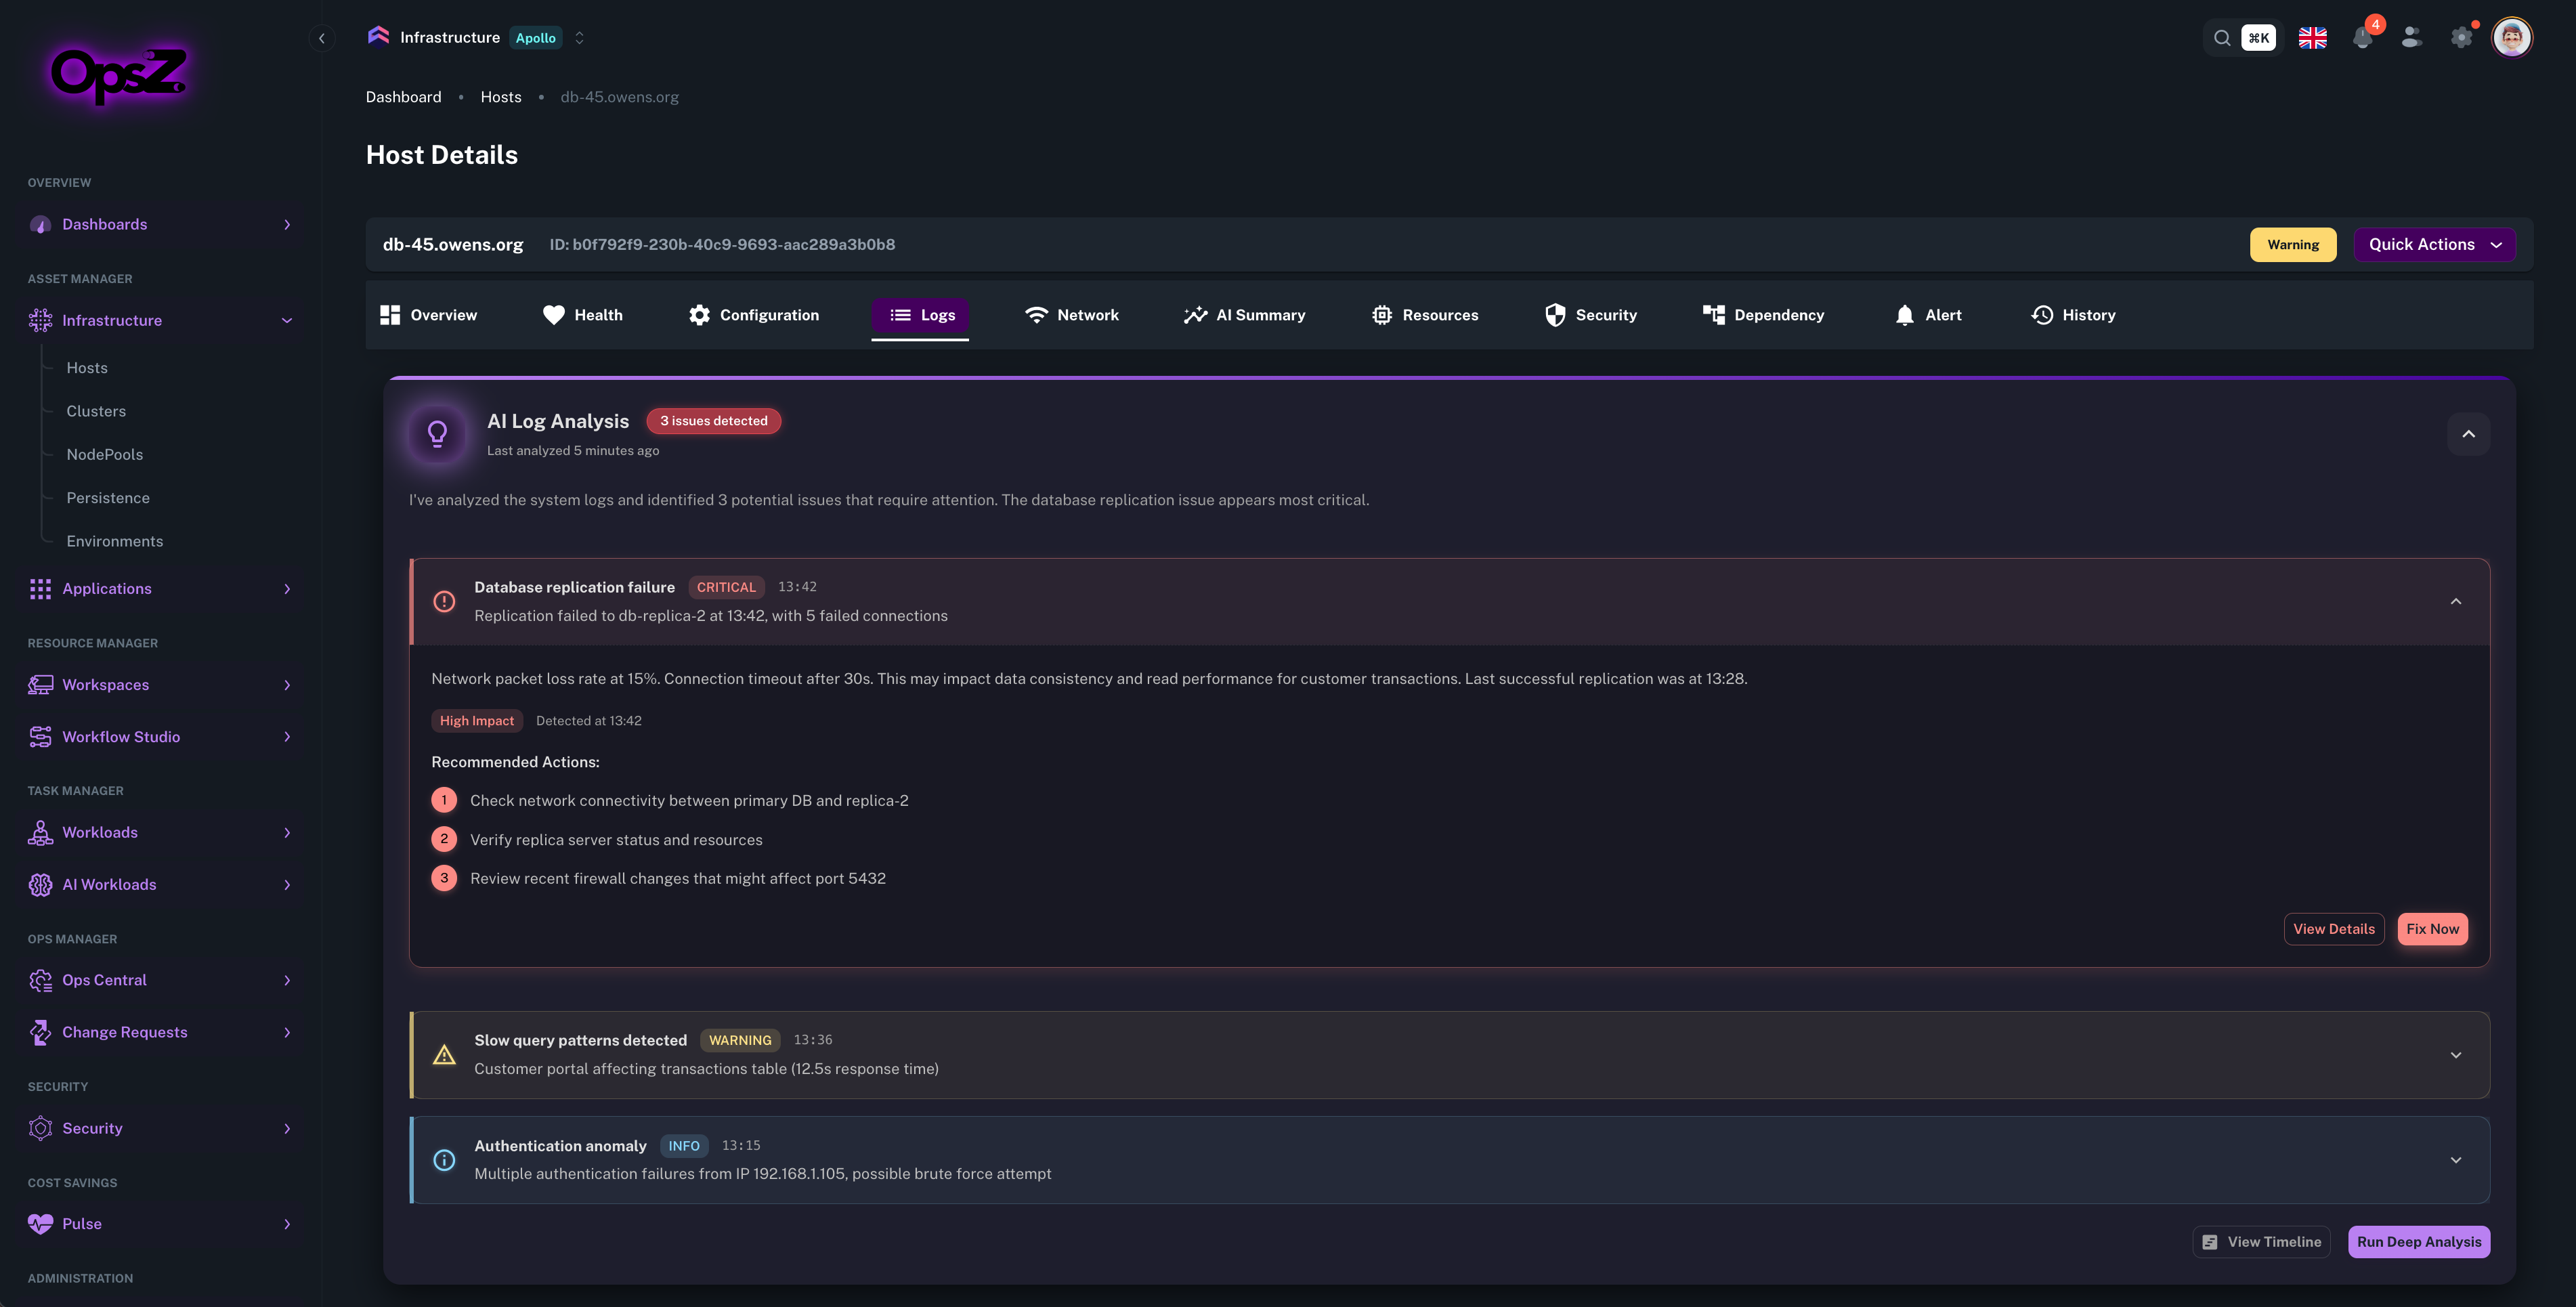 OpsZ
Infrastructure Apollo
⌘K
4
Dashboard • Hosts • db-45.owens.org
Host Details
OVERVIEW
Dashboards
ASSET MANAGER
Infrastructure
Hosts
Clusters
NodePools
Persistence
Environments
Applications
RESOURCE MANAGER
Workspaces
Workflow Studio
TASK MANAGER
Workloads
AI Workloads
OPS MANAGER
Ops Central
Change Requests
SECURITY
Security
COST SAVINGS
Pulse
ADMINISTRATION
db-45.owens.org ID: b0f792f9-230b-40c9-9693-aac289a3b0b8 Warning Quick Actions
Overview Health Configuration Logs Network AI Summary Resources Security Dependency Alert History
AI Log Analysis 3 issues detected
Last analyzed 5 minutes ago
I've analyzed the system logs and identified 3 potential issues that require attention. The database replication issue appears most critical.
Database replication failure CRITICAL 13:42
Replication failed to db-replica-2 at 13:42, with 5 failed connections
Network packet loss rate at 15%. Connection timeout after 30s. This may impact data consistency and read performance for customer transactions. Last successful replication was at 13:28.
High Impact Detected at 13:42
Recommended Actions:
1 Check network connectivity between primary DB and replica-2
2 Verify replica server status and resources
3 Review recent firewall changes that might affect port 5432
View Details Fix Now
Slow query patterns detected WARNING 13:36
Customer portal affecting transactions table (12.5s response time)
Authentication anomaly INFO 13:15
Multiple authentication failures from IP 192.168.1.105, possible brute force attempt
View Timeline Run Deep Analysis